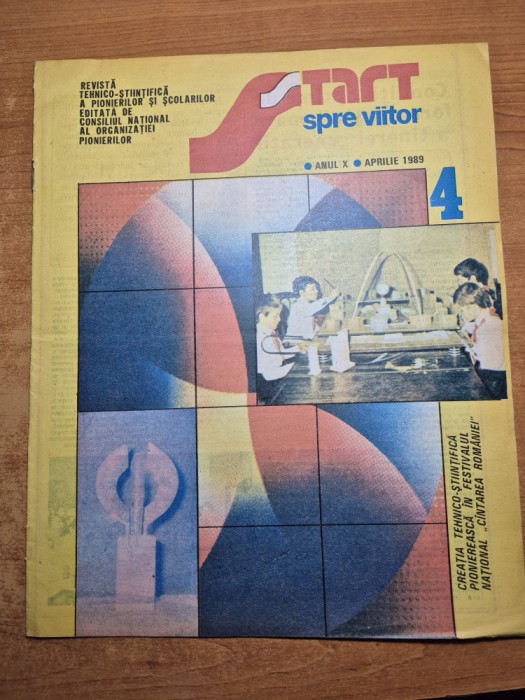 REVISTĂ
TEHNICO-ŞTIINŢIFICĂ
A PIONIERILOR ŞI ŞCOLARILOR
EDITATĂ DE
CONSILIUL NAŢIONAL
AL ORGANIZAŢIEI
PIONIERILOR
START
spre viitor
● ANUL X ● APRILIE 1989
4
CREAŢIA TEHNICO-ŞTIINŢIFICĂ
PIONIEREASCĂ ÎN FESTIVALUL
NAŢIONAL „CÎNTAREA ROMÂNIEI"